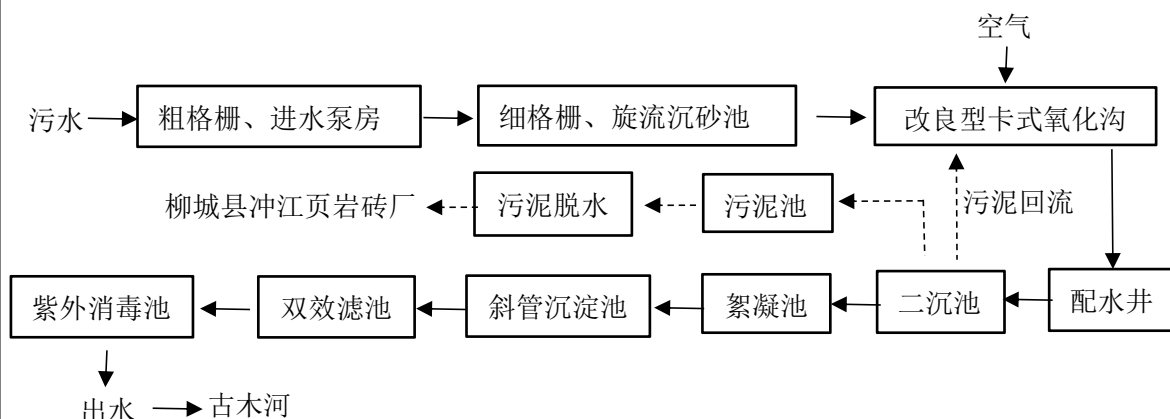 空气
污水
粗格栅、进水泵房
细格栅、旋流沉砂池
改良型卡式氧化沟
柳城县冲江页岩砖厂
污泥脱水
污泥池
污泥回流
紫外消毒池
双效滤池
斜管沉淀池
絮凝池
二沉池
配水井
出水
古木河